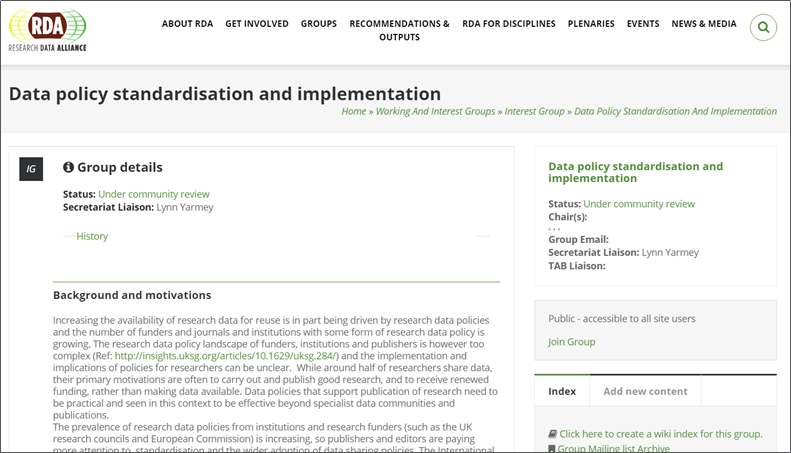 RDA
RESEARCH DATA ALLIANCE
ABOUT RDA GET INVOLVED GROUPS RECOMMENDATIONS & OUTPUTS RDA FOR DISCIPLINES PLENARIES EVENTS NEWS & MEDIA
Data policy standardisation and implementation
Home » Working And Interest Groups » Interest Group » Data Policy Standardisation And Implementation
IG
Group details
Status: Under community review
Secretariat Liaison: Lynn Yarmey
History
Background and motivations
Increasing the availability of research data for reuse is in part being driven by research data policies
and the number of funders and journals and institutions with some form of research data policy is
growing. The research data policy landscape of funders, institutions and publishers is however too
complex (Ref: http://insights.uksg.org/articles/10.1629/uksg.284/) and the implementation and
implications of policies for researchers can be unclear. While around half of researchers share data,
their primary motivations are often to carry out and publish good research, and to receive renewed
funding, rather than making data available. Data policies that support publication of research need to
be practical and seen in this context to be effective beyond specialist data communities and
publications.
The prevalence of research data policies from institutions and research funders (such as the UK
research councils and European Commission) is increasing, so publishers and editors are paying
more attention to standardisation and the wider adoption of data sharing policies. The International
Data policy standardisation and
implementation
Status: Under community review
Chair(s):
, , ,
Group Email:
Secretariat Liaison: Lynn Yarmey
TAB Liaison:
Public - accessible to all site users
Join Group
Index Add new content
Click here to create a wiki index for this group.
Group Mailing list Archive